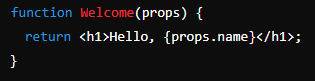 function Welcome(props) {
  return <h1>Hello, {props.name}</h1>;
}